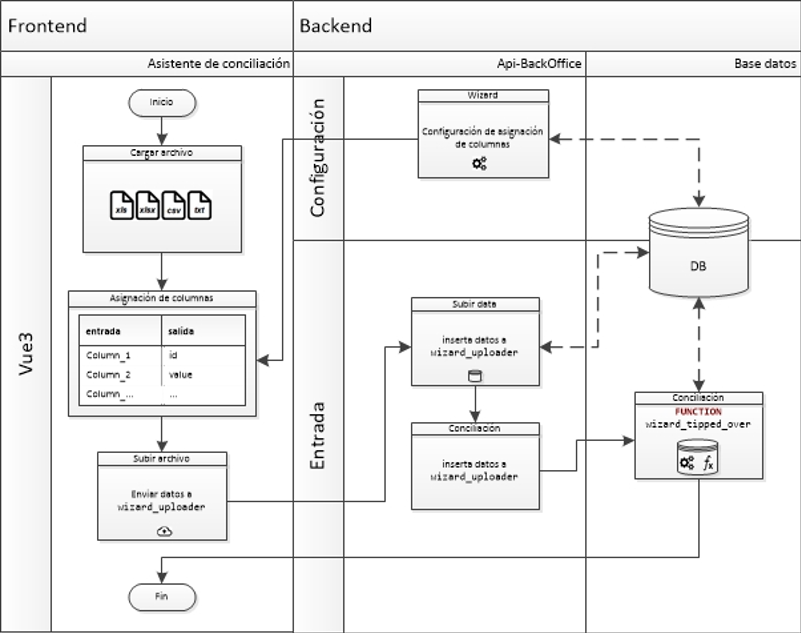 Frontend
Backend
Asistente de conciliación
Api-BackOffice
Base datos
Vue3
Inicio
Cargar archivo
xls
xlsx
csv
txt
Asignación de columnas
entrada salida
Column_1 id
Column_2 value
Column_... ...
Subir archivo
Enviar datos a
wizard_uploader
Fin
Configuración
Wizard
Configuración de asignación
de columnas
Entrada
Subir data
inserta datos a
wizard_uploader
Conciliación
inserta datos a
wizard_uploader
DB
Conciliación
FUNCTION
wizard_tipped_over
fx